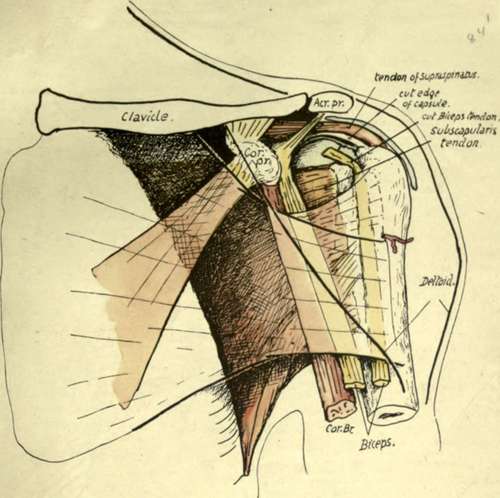 84'
tendon of Supraspinatus.
cut edge
of capsule.
cut Biceps tendon.
Subscapularis
tendon.
Acr. pr.
Clavicle.
Cor.
pr.
Deltoid.
Cor. Br
Biceps.